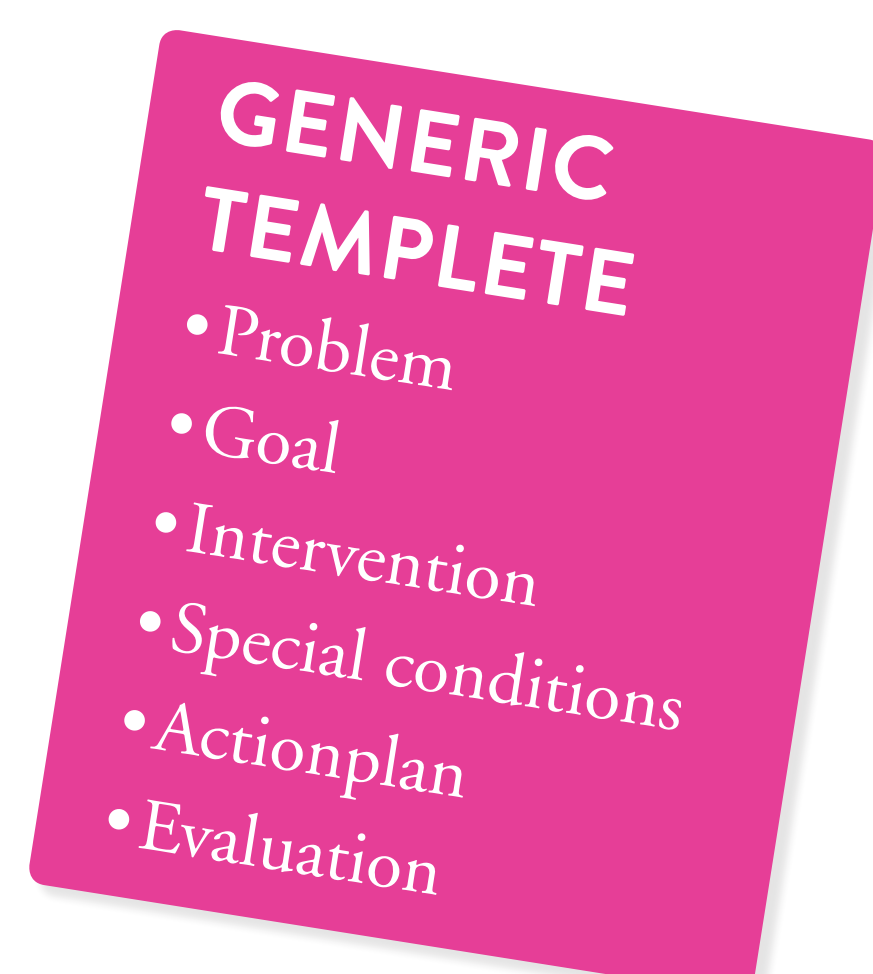 GENERIC
TEMPLETE
• Problem
• Goal
• Intervention
• Special conditions
• Actionplan
• Evaluation